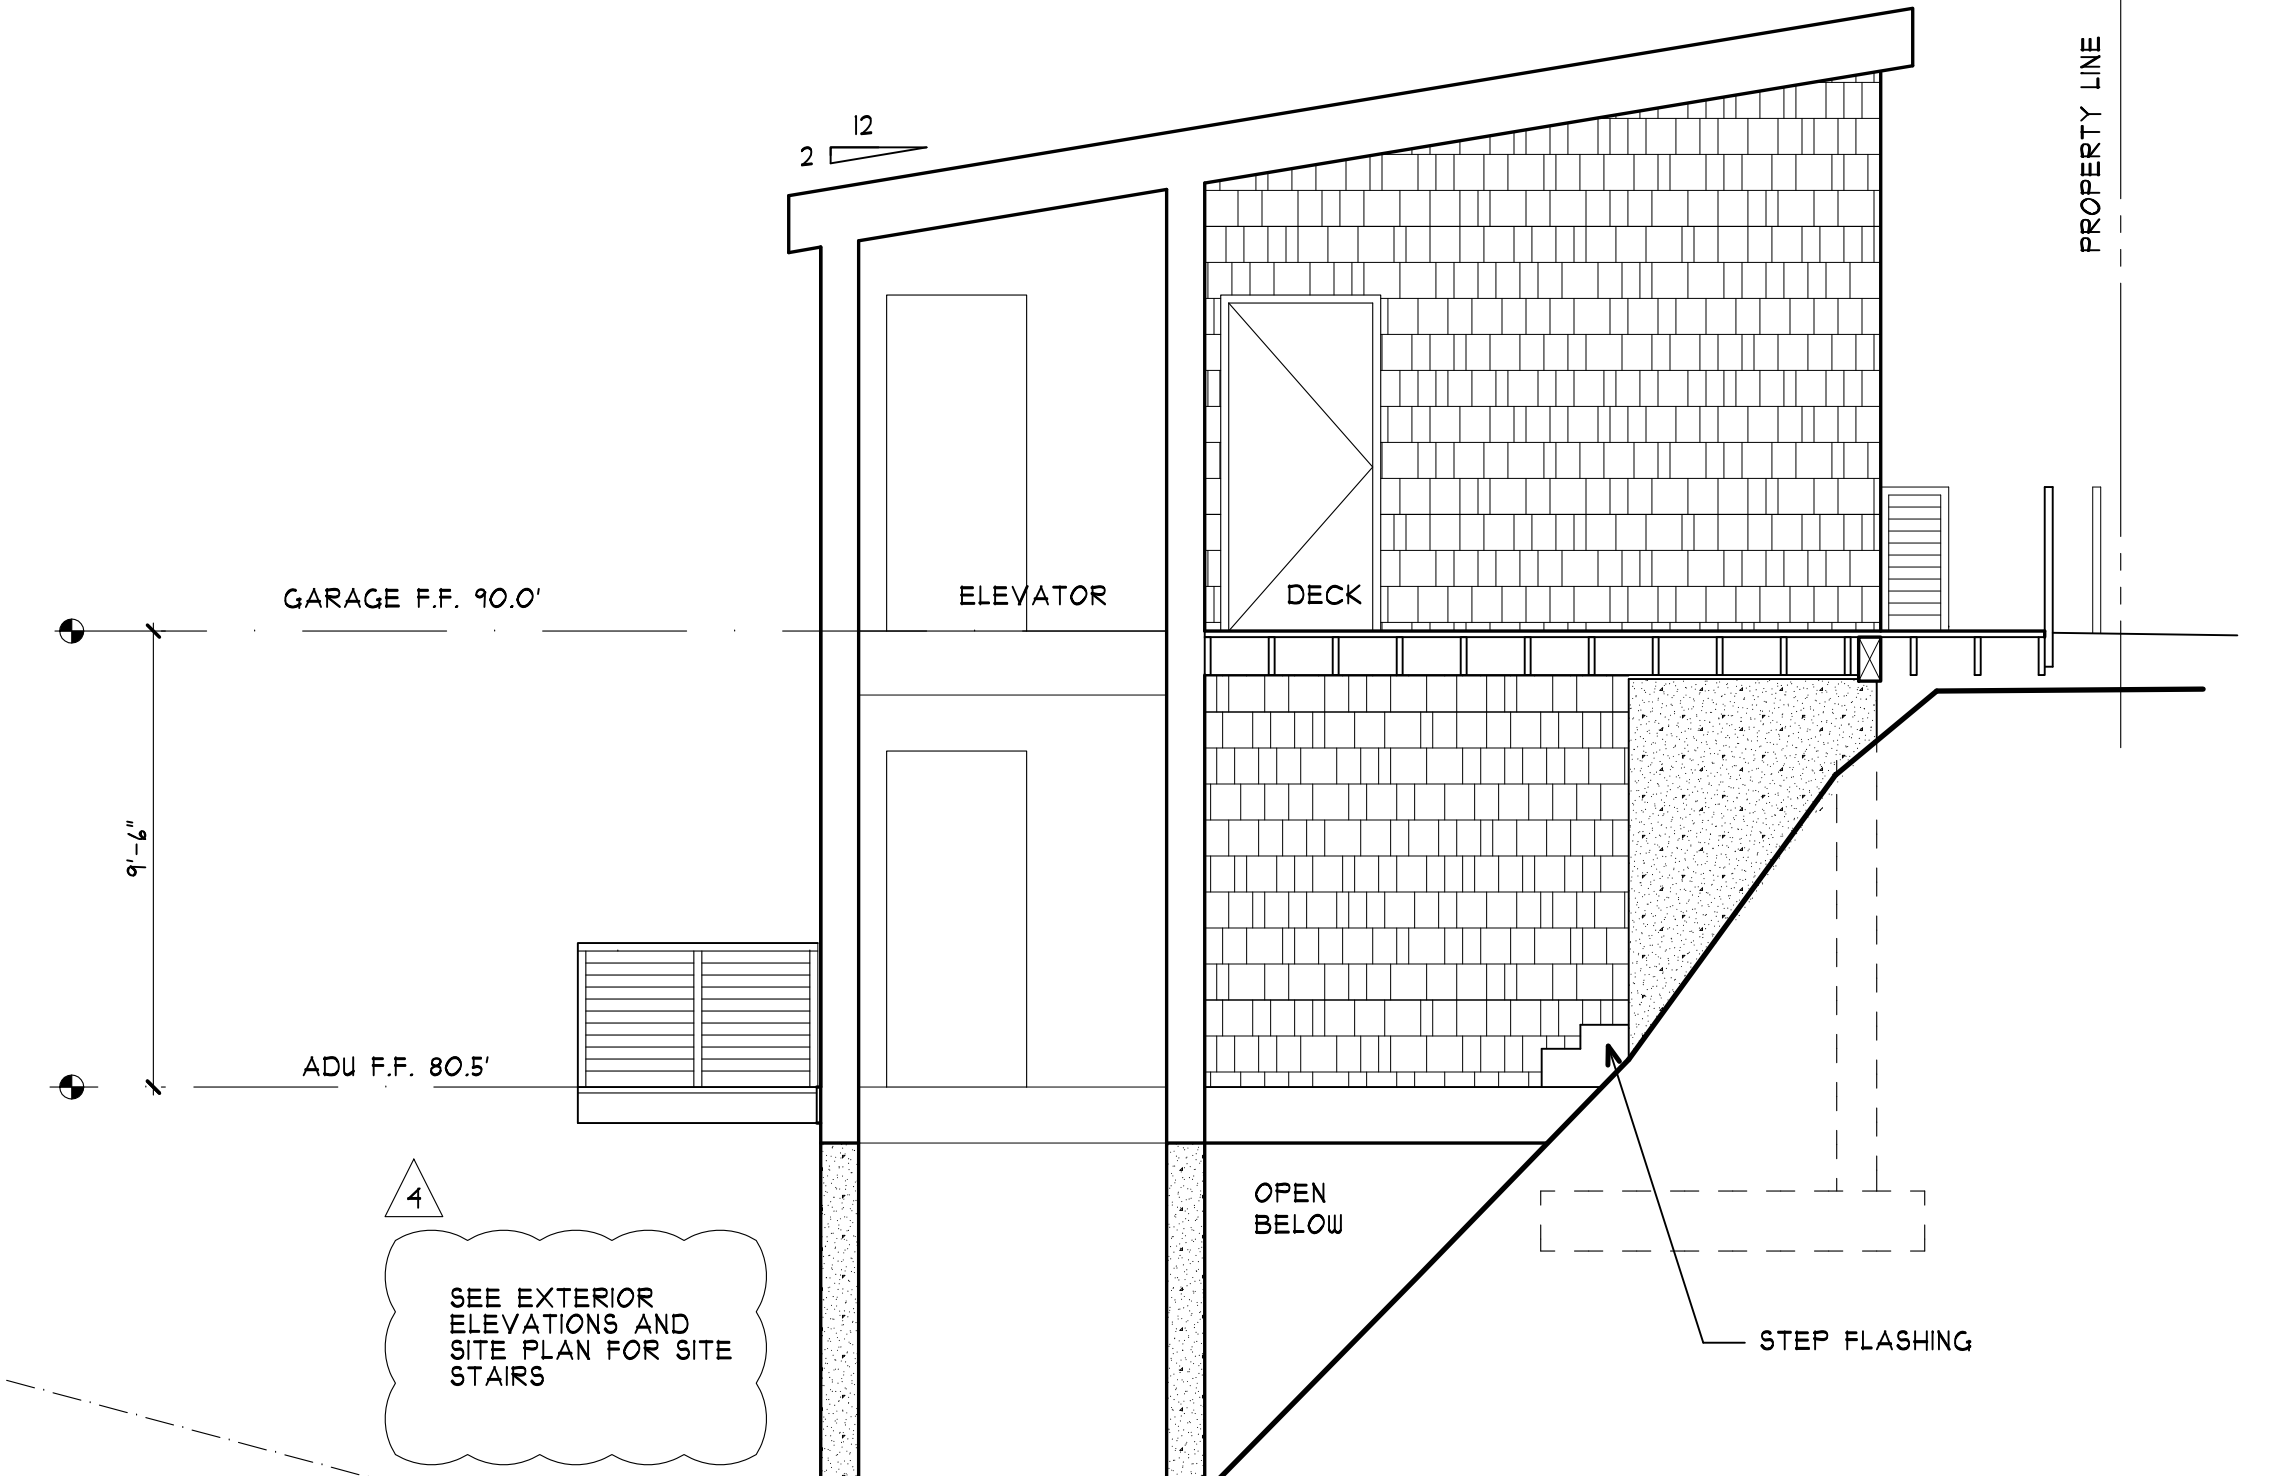 PROPERTY LINE
12
2
GARAGE F.F. 90.0'
ELEVATOR
DECK
9'-6"
ADU F.F. 80.5'
4
OPEN
BELOW
SEE EXTERIOR
ELEVATIONS AND
SITE PLAN FOR SITE
STAIRS
STEP FLASHING